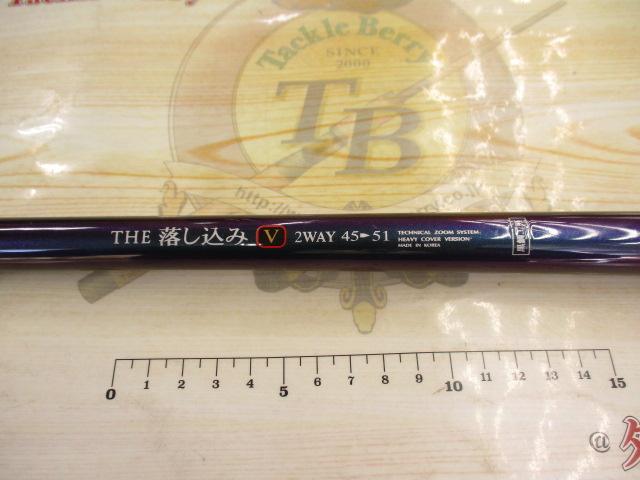 Tackle Berry
SINCE
2000
TB
THE 落し込み V 2WAY 45►51
TECHNICAL ZOOM SYSTEM
HEAVY COVER VERSION
MADE IN KOREA
0 1 2 3 4 5 6 7 8 9 10 11 12 13 14 15
@